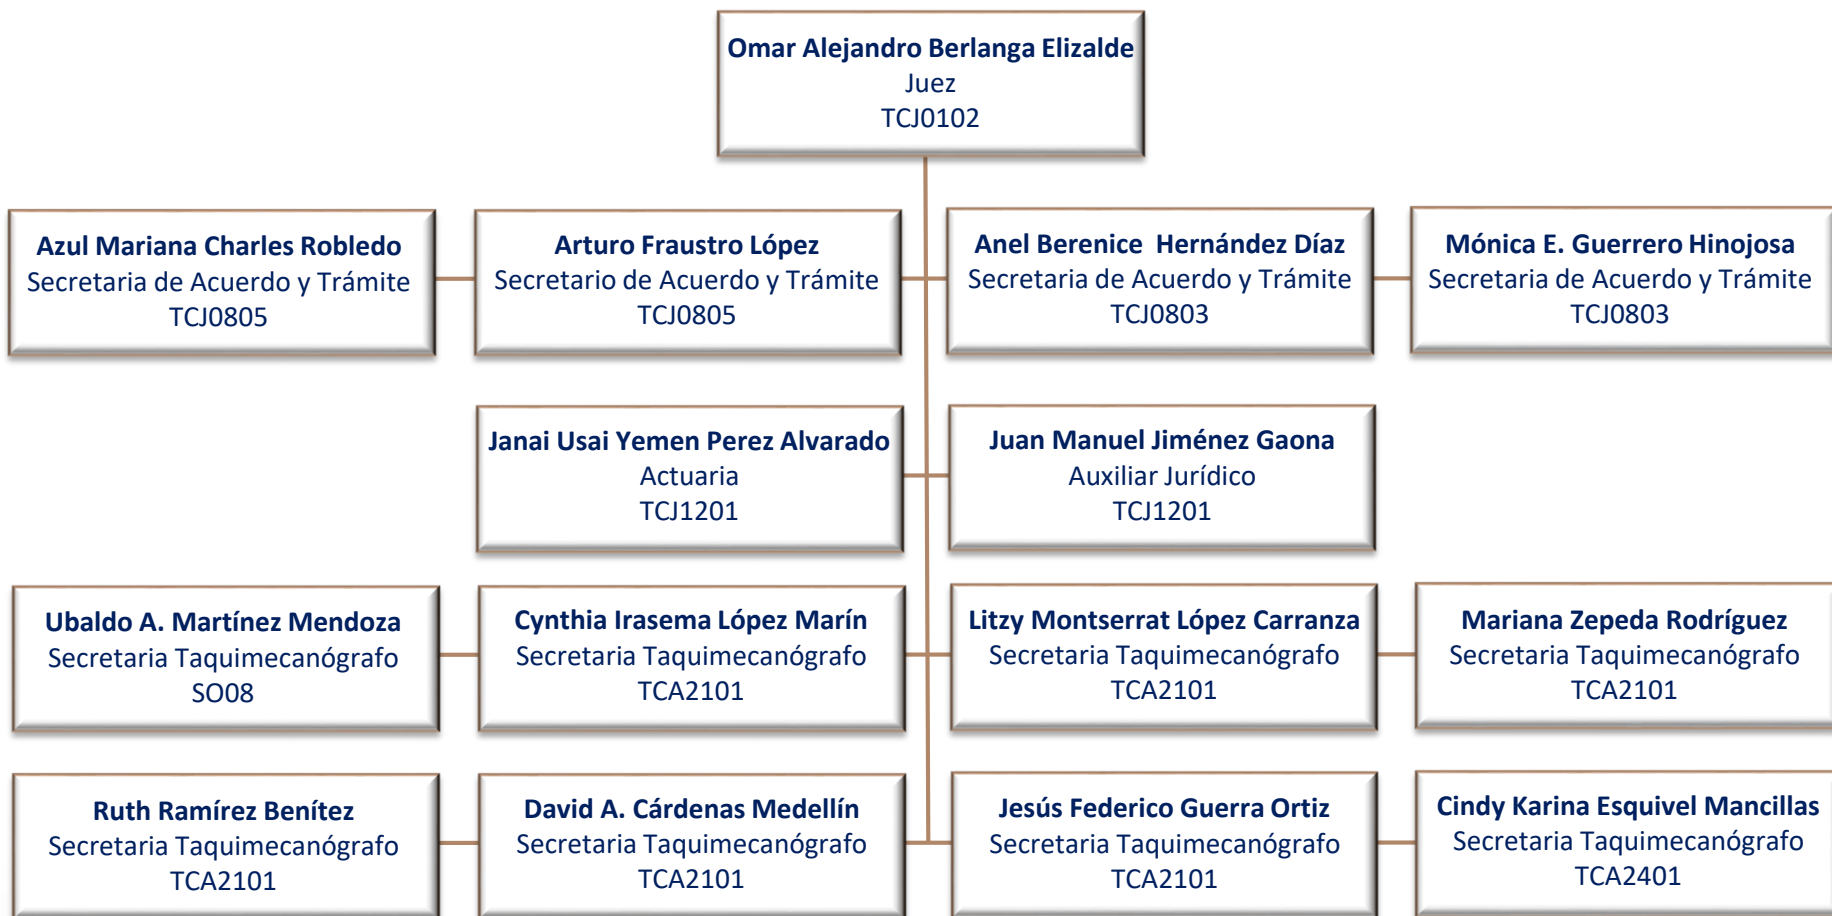 Omar Alejandro Berlanga Elizalde
Juez
TCJ0102
Azul Mariana Charles Robledo
Secretaria de Acuerdo y Trámite
TCJ0805
Arturo Fraustro López
Secretario de Acuerdo y Trámite
TCJ0805
Anel Berenice  Hernández Díaz
Secretaria de Acuerdo y Trámite
TCJ0803
Mónica E. Guerrero Hinojosa
Secretaria de Acuerdo y Trámite
TCJ0803
Janai Usai Yemen Perez Alvarado
Actuaria
TCJ1201
Juan Manuel Jiménez Gaona
Auxiliar Jurídico
TCJ1201
Ubaldo A. Martínez Mendoza
Secretaria Taquimecanógrafo
SO08
Cynthia Irasema López Marín
Secretaria Taquimecanógrafo
TCA2101
Litzy Montserrat López Carranza
Secretaria Taquimecanógrafo
TCA2101
Mariana Zepeda Rodríguez
Secretaria Taquimecanógrafo
TCA2101
Ruth Ramírez Benítez
Secretaria Taquimecanógrafo
TCA2101
David A. Cárdenas Medellín
Secretaria Taquimecanógrafo
TCA2101
Jesús Federico Guerra Ortiz
Secretaria Taquimecanógrafo
TCA2101
Cindy Karina Esquivel Mancillas
Secretaria Taquimecanógrafo
TCA2401